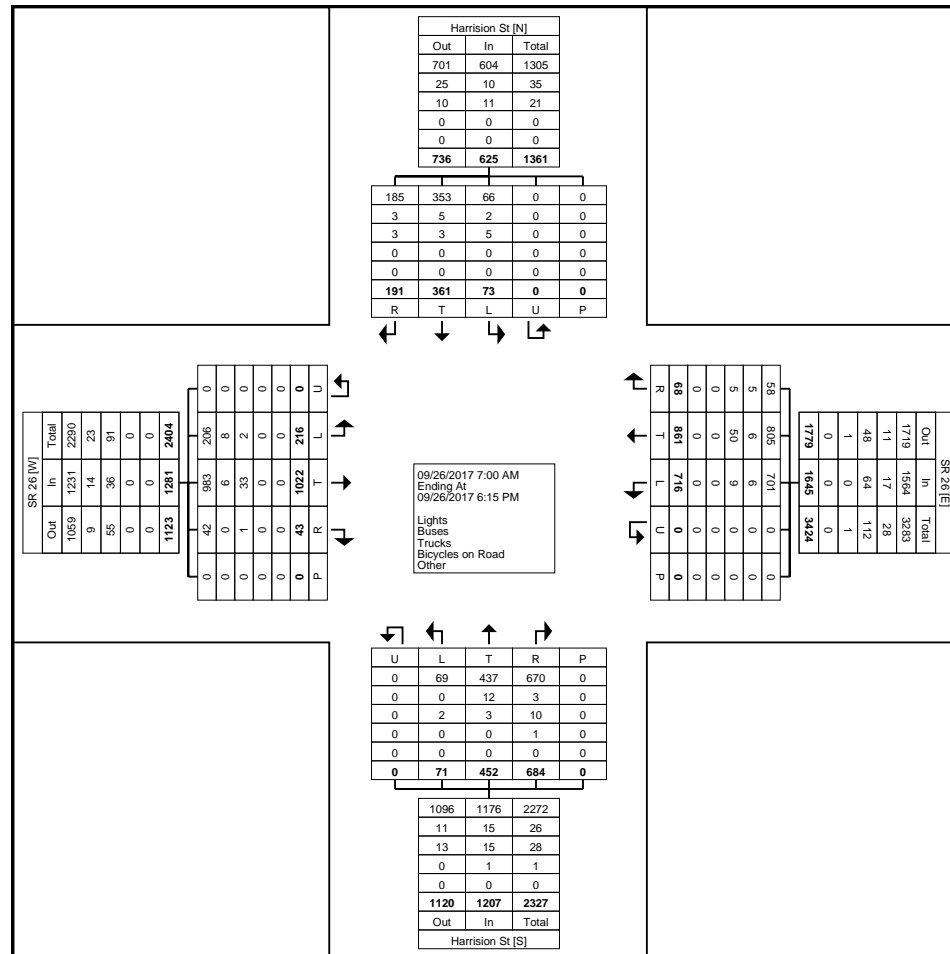 Harrision St [N]
Out In Total
701 604 1305
25 10 35
10 11 21
0 0 0
0 0 0
736 625 1361
185 353 66 0 0
3 5 2 0 0
3 3 5 0 0
0 0 0 0 0
0 0 0 0 0
191 361 73 0 0
R T L U P
SR 26 [W]
Total In Out
2290 1231 1059
23 14 9
91 36 55
0 0 0
0 0 0
2404 1281 1123
0 206 983 42 0
0 8 6 0 0
0 2 33 1 0
0 0 0 0 0
0 0 0 0 0
0 216 1022 43 0
U L T R P
09/26/2017 7:00 AM
Ending At
09/26/2017 6:15 PM
Lights
Buses
Trucks
Bicycles on Road
Other
SR 26 [E]
Out In Total
1719 1564 3283
11 17 28
48 64 112
1 0 1
0 0 0
1779 1645 3424
58 805 701 0 0
5 6 6 0 0
5 50 9 0 0
0 0 0 0 0
0 0 0 0 0
68 861 716 0 0
R T L U P
U L T R P
0 69 437 670 0
0 0 12 3 0
0 2 3 10 0
0 0 0 1 0
0 0 0 0 0
0 71 452 684 0
1096 1176 2272
11 15 26
13 15 28
0 1 1
0 0 0
1120 1207 2327
Out In Total
Harrision St [S]